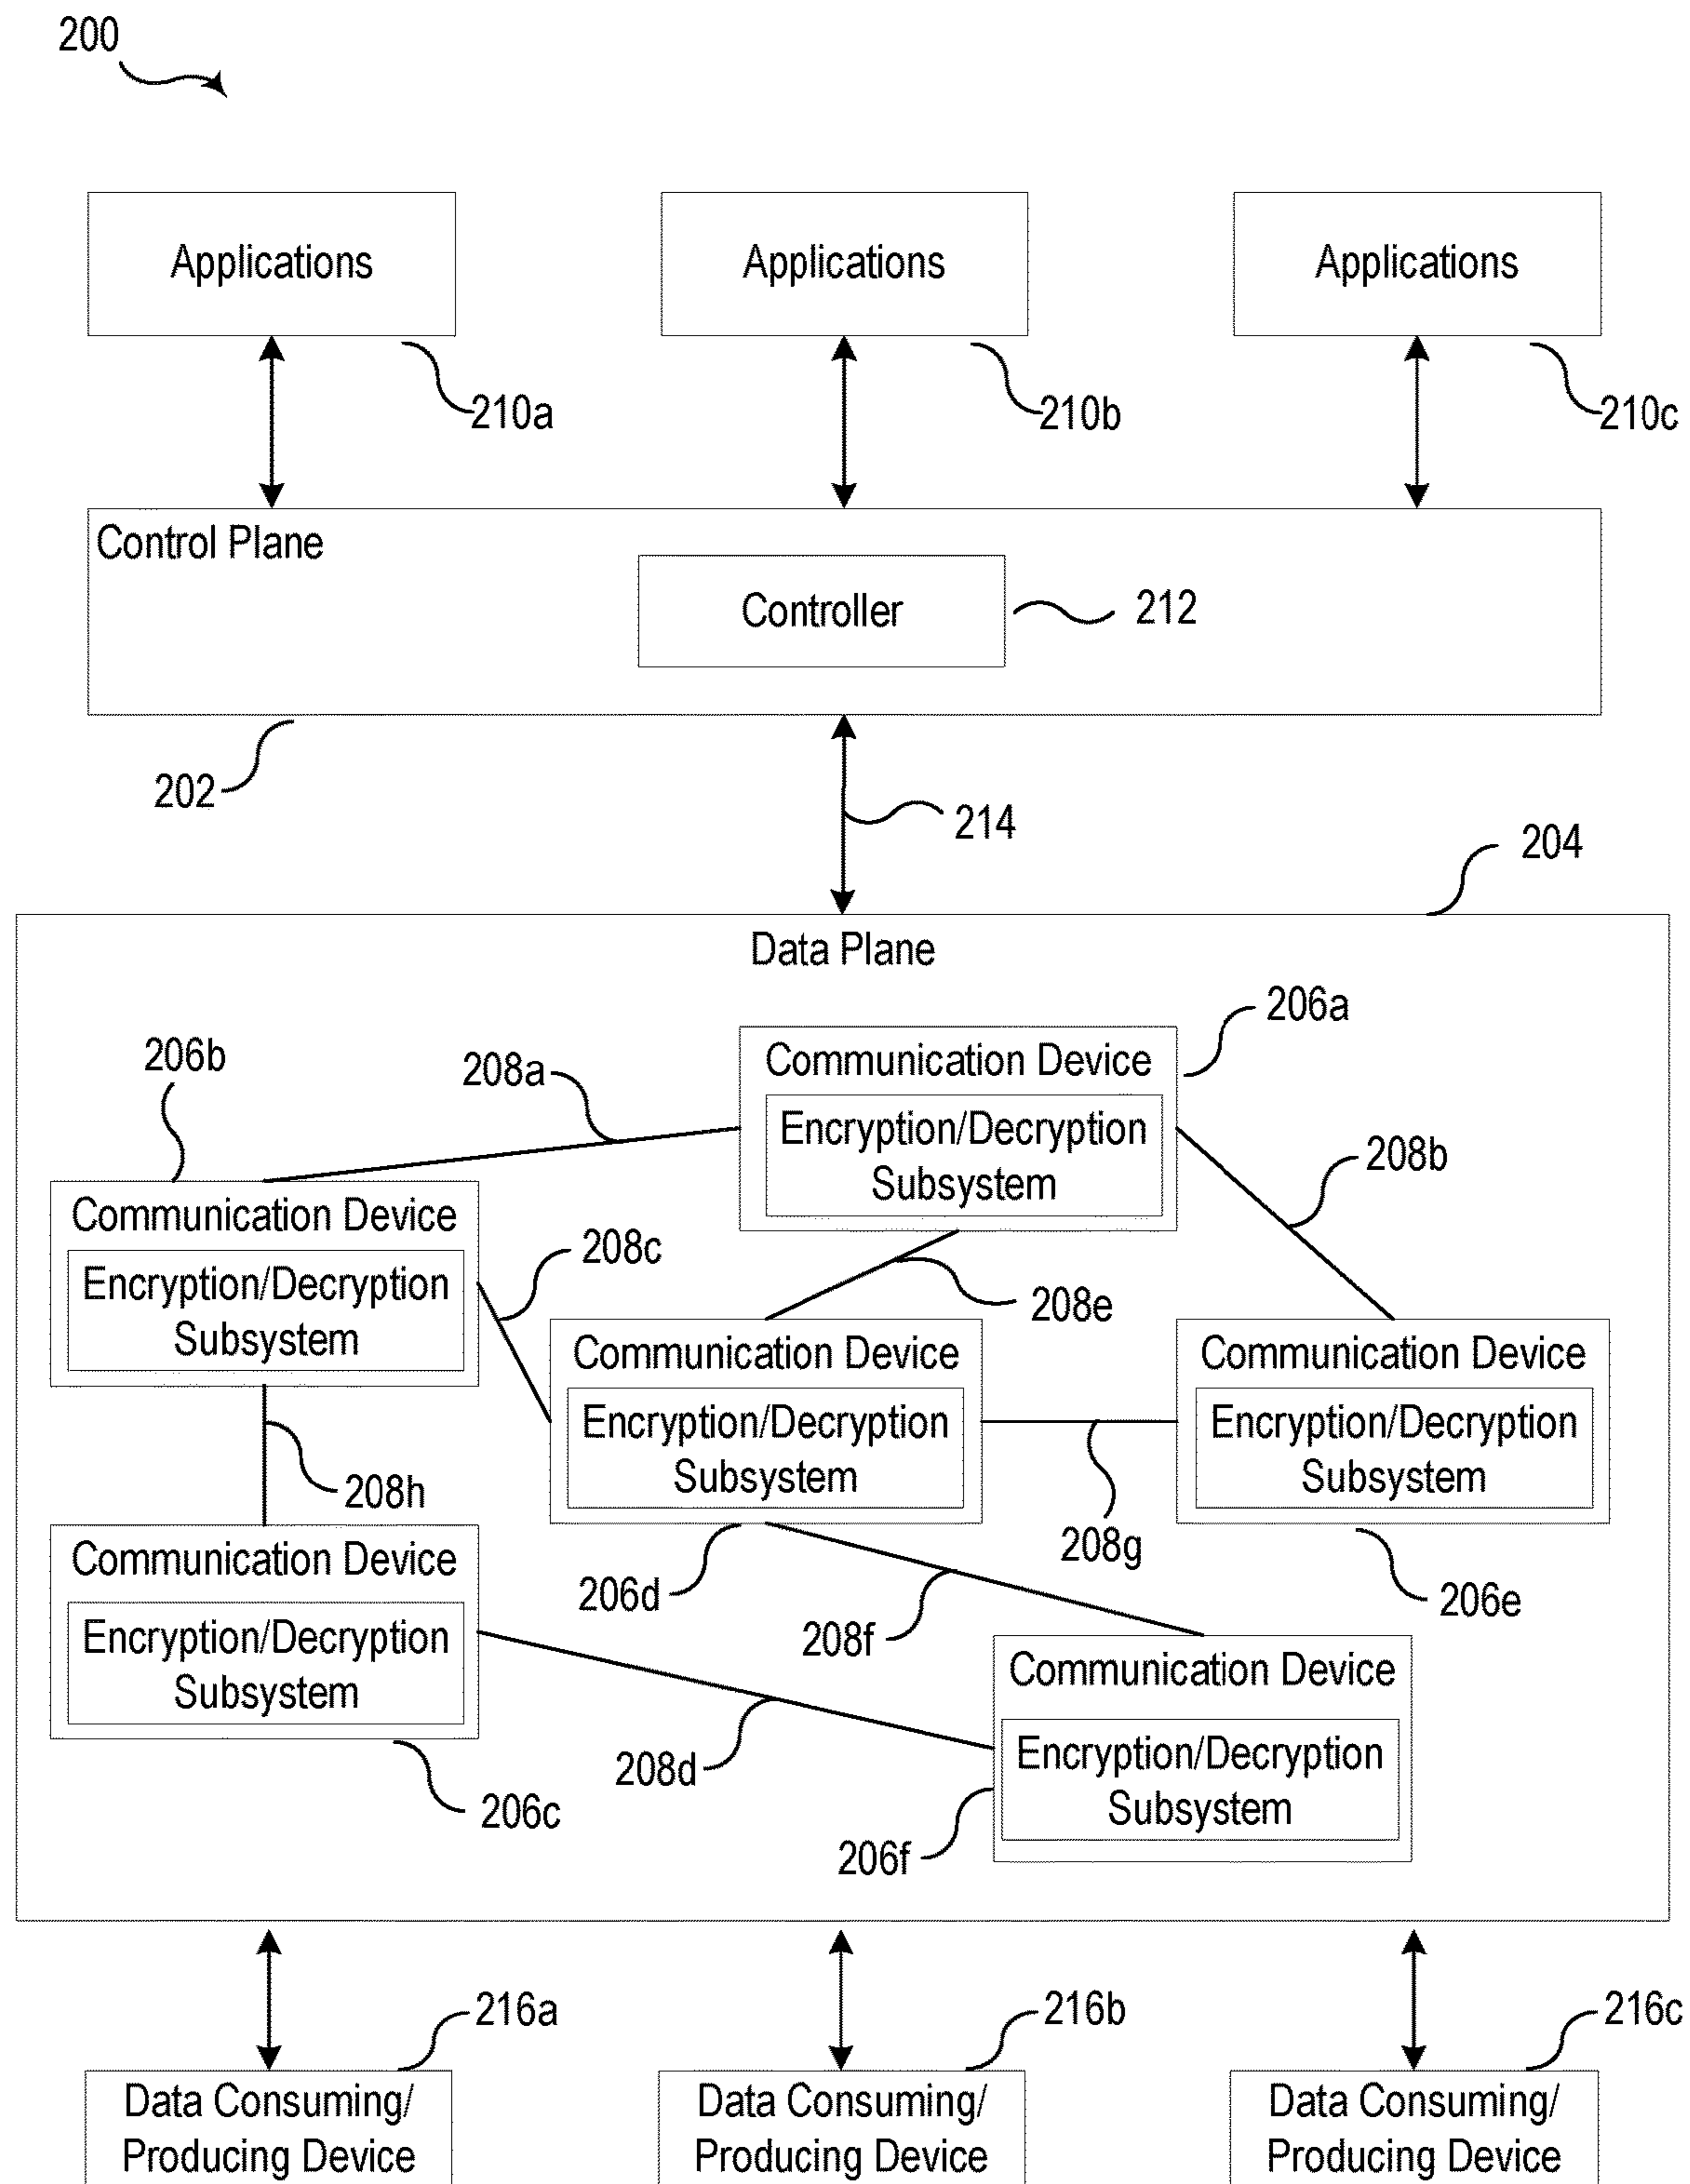 200
Applications
Applications
Applications
210a
210b
210c
Control Plane
Controller
212
202
214
204
Data Plane
206a
206b
208a
Communication Device
Encryption/Decryption
Subsystem
208b
Communication Device
Encryption/Decryption
Subsystem
208c
208e
Communication Device
Encryption/Decryption
Subsystem
Communication Device
Encryption/Decryption
Subsystem
208h
208g
206d
206e
Communication Device
Encryption/Decryption
Subsystem
208f
Communication Device
Encryption/Decryption
Subsystem
208d
206c
206f
216a
216b
216c
Data Consuming/
Producing Device
Data Consuming/
Producing Device
Data Consuming/
Producing Device